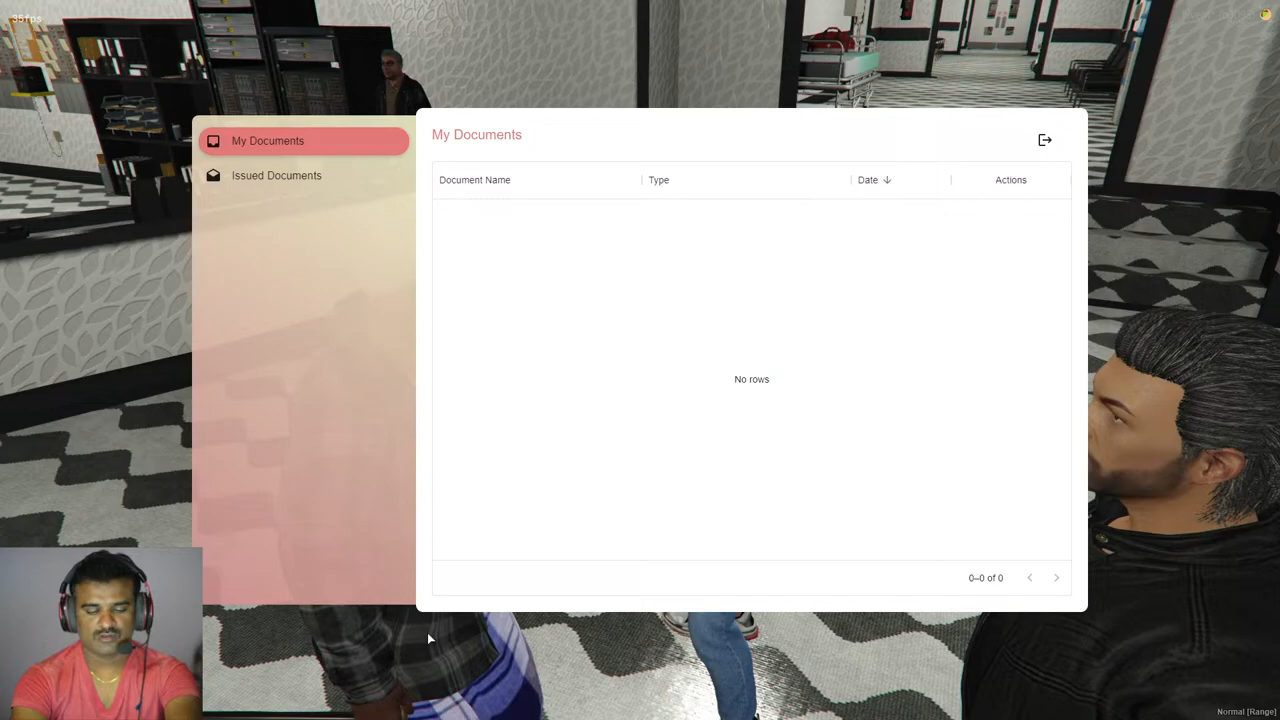 35fps
My Documents
Issued Documents
My Documents
Document Name
Type
Date
Actions
No rows
0–0 of 0
Normal [Range]